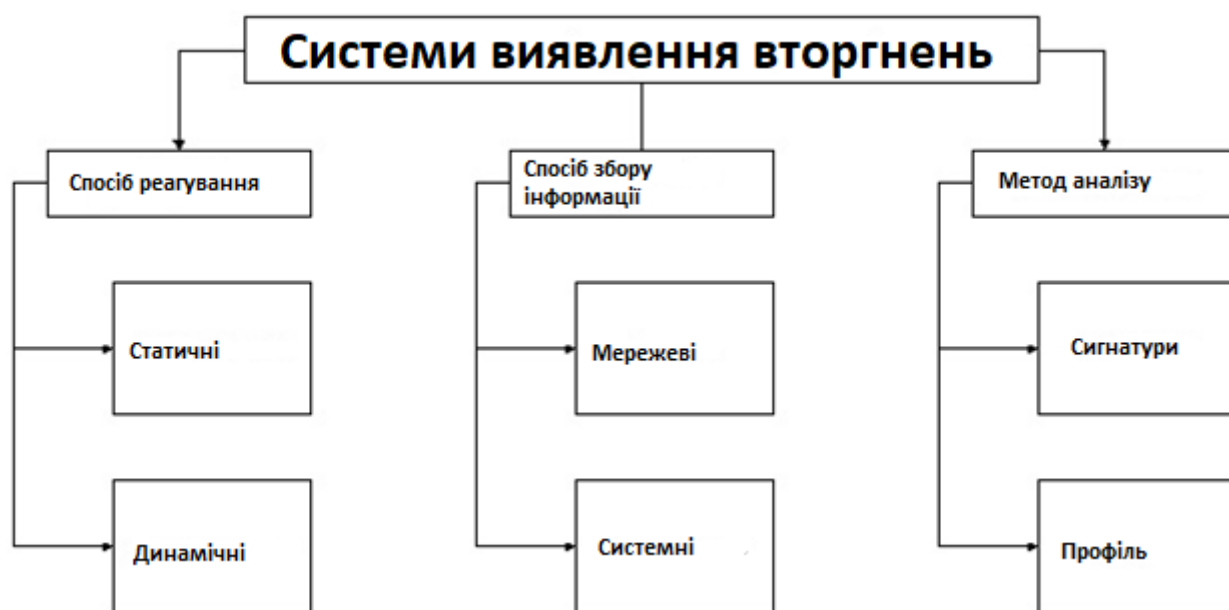 Системи виявлення вторгнень
Спосіб реагування
Спосіб збору
інформації
Метод аналізу
Статичні
Мережеві
Сигнатури
Динамічні
Системні
Профіль